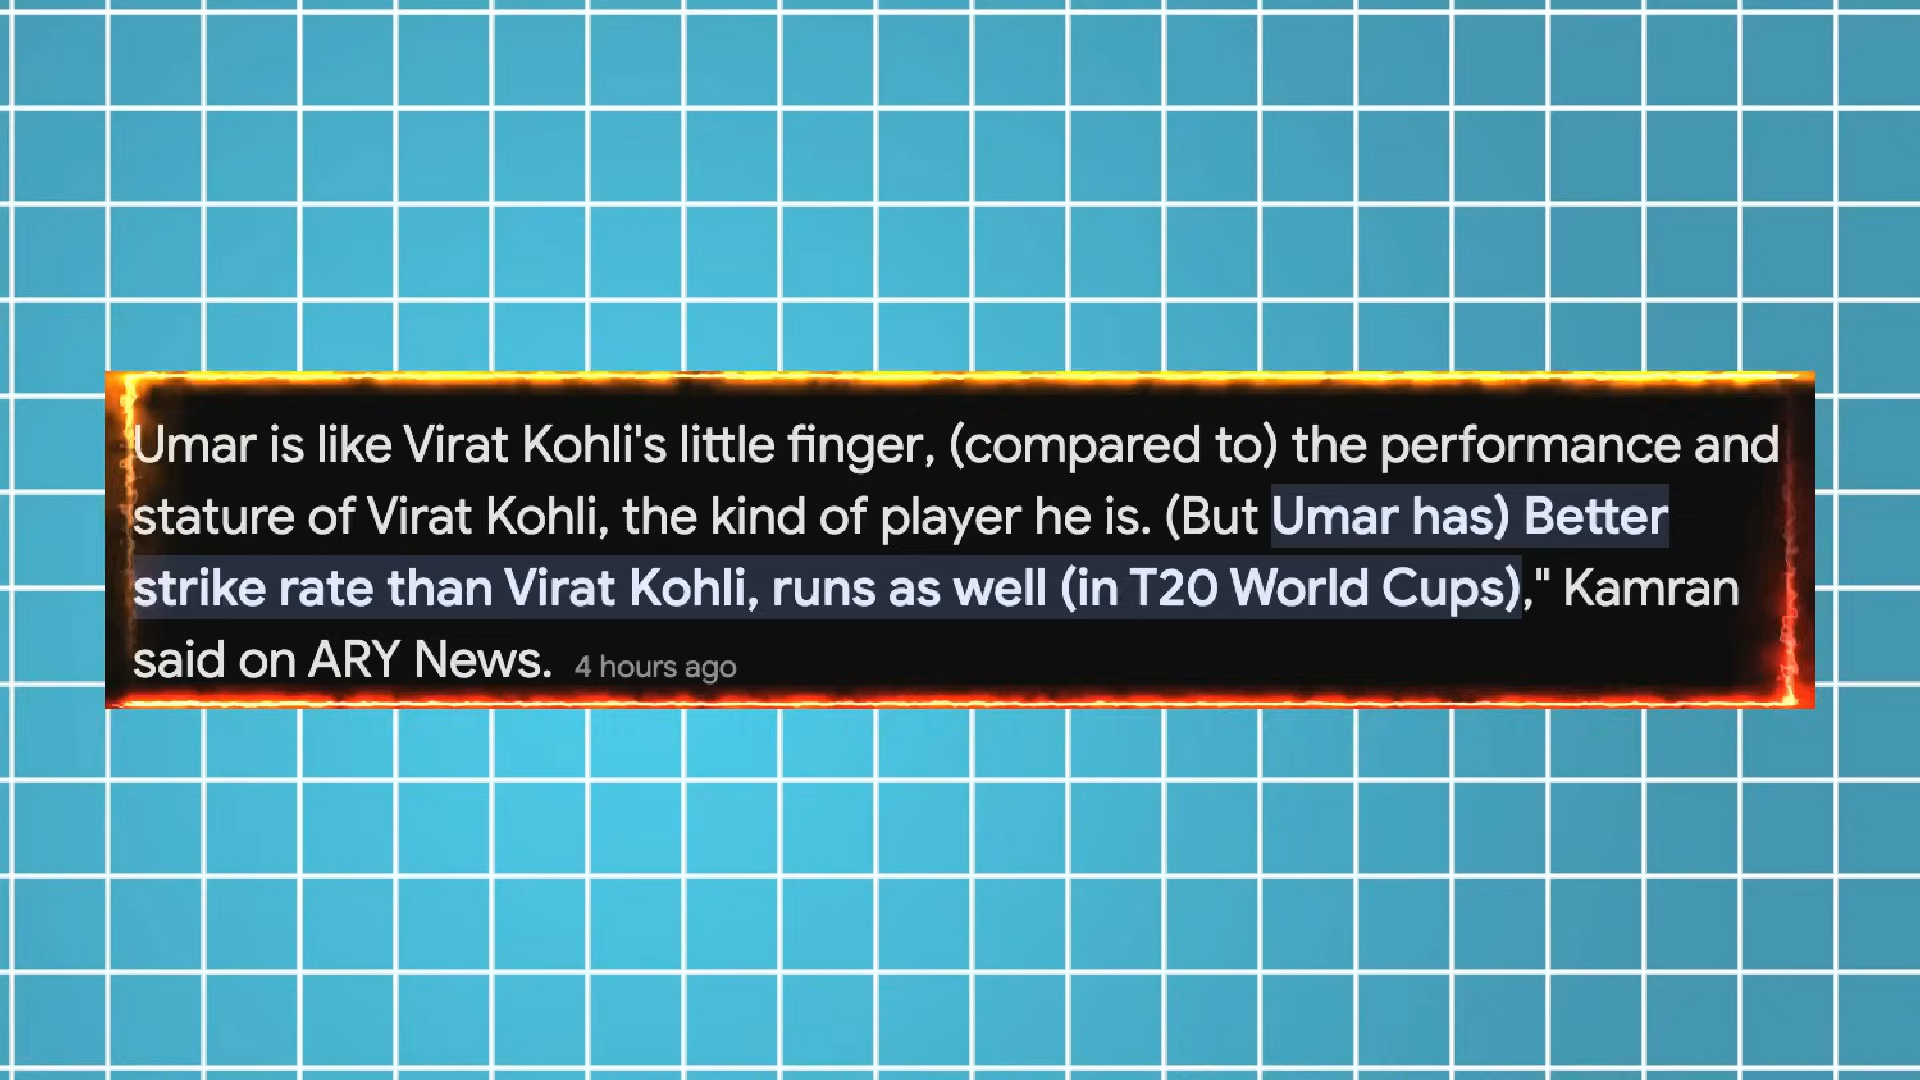 Umar is like Virat Kohli's little finger, (compared to) the performance and
stature of Virat Kohli, the kind of player he is. (But Umar has) Better
strike rate than Virat Kohli, runs as well (in T20 World Cups)," Kamran
said on ARY News. 4 hours ago